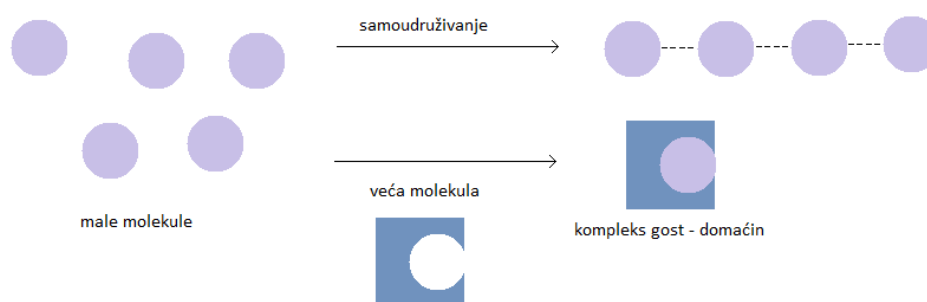 samoudruživanje
male molekule
veća molekula
kompleks gost - domaćin